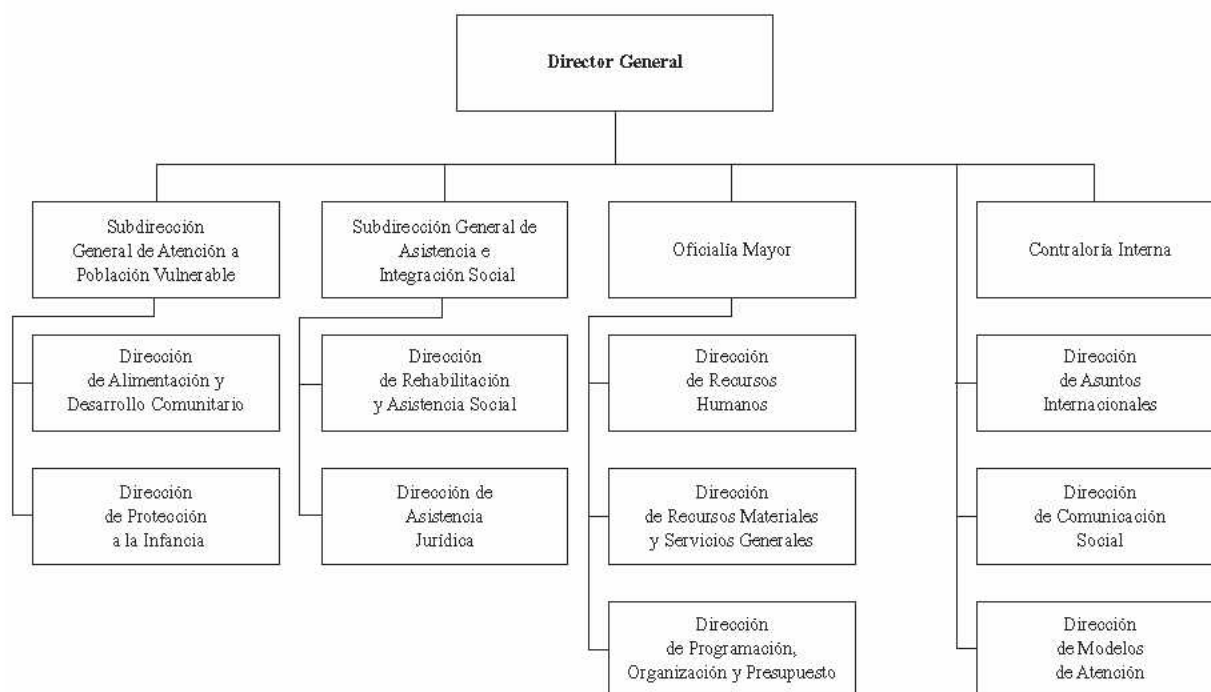 Director General
Subdirección
General de Atención a
Población Vulnerable
Subdirección General de
Asistencia e
Integración Social
Oficialía Mayor
Contraloría Interna
Dirección
de Alimentación y
Desarrollo Comunitario
Dirección
de Rehabilitación
y Asistencia Social
Dirección
de Recursos
Humanos
Dirección
de Asuntos
Internacionales
Dirección
de Protección
a la Infancia
Dirección de
Asistencia
Jurídica
Dirección
de Recursos Materiales
y Servicios Generales
Dirección
de Comunicación
Social
Dirección
de Programación,
Organización y Presupuesto
Dirección
de Modelos
de Atención